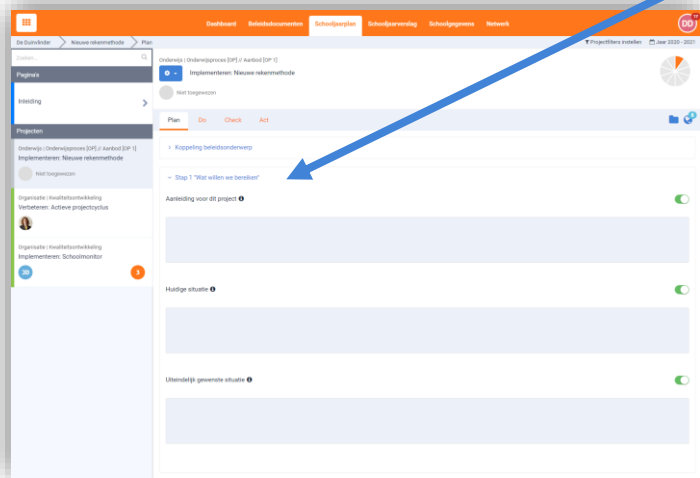 Dashboard Beleidsdocumenten Schooljaarplan Schooljaarverslag Schoolgegevens Netwerk
DD
De Duinvlinder Nieuwe rekenmethode Plan
Projectfilters instellen Jaar 2020 - 2021
Zoeken...
Pagina's
Inleiding
Projecten
Onderwijs | Onderwijsproces [OP] // Aanbod [OP 1]
Implementeren: Nieuwe rekenmethode
Niet toegewezen
Organisatie | Kwaliteitsontwikkeling
Verbeteren: Actieve projectcyclus
Organisatie | Kwaliteitsontwikkeling
Implementeren: Schoolmonitor
3
Onderwijs | Onderwijsproces [OP] // Aanbod [OP 1]
Implementeren: Nieuwe rekenmethode
Niet toegewezen
Plan Do Check Act
Koppeling beleidsonderwerp
Stap 1 "Wat willen we bereiken"
Aanleiding voor dit project
Huidige situatie
Uiteindelijk gewenste situatie